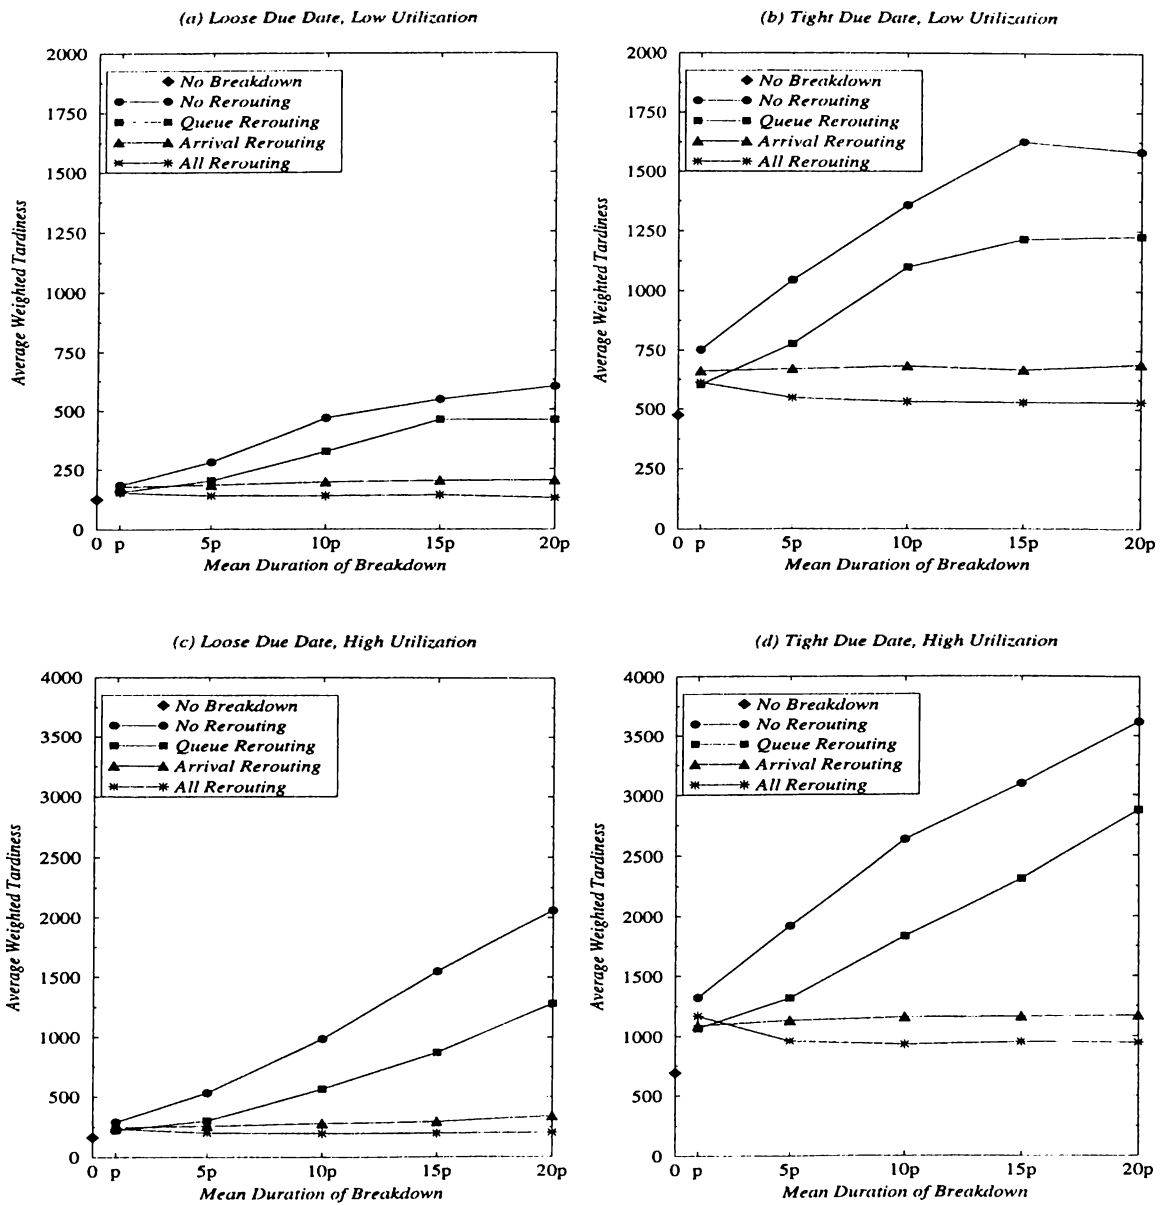 (a) Loose Due Date, Low Utilization
2000
1750
1500
1250
1000
750
500
250
0
Average Weighted Tardiness
No Breakdown
No Rerouting
Queue Rerouting
Arrival Rerouting
All Rerouting
0 p 5p 10p 15p 20p
Mean Duration of Breakdown
(b) Tight Due Date, Low Utilization
2000
1750
1500
1250
1000
750
500
250
0
Average Weighted Tardiness
No Breakdown
No Rerouting
Queue Rerouting
Arrival Rerouting
All Rerouting
0 p 5p 10p 15p 20p
Mean Duration of Breakdown
(c) Loose Due Date, High Utilization
4000
3500
3000
2500
2000
1500
1000
500
0
Average Weighted Tardiness
No Breakdown
No Rerouting
Queue Rerouting
Arrival Rerouting
All Rerouting
0 p 5p 10p 15p 20p
Mean Duration of Breakdown
(d) Tight Due Date, High Utilization
4000
3500
3000
2500
2000
1500
1000
500
0
Average Weighted Tardiness
No Breakdown
No Rerouting
Queue Rerouting
Arrival Rerouting
All Rerouting
0 p 5p 10p 15p 20p
Mean Duration of Breakdown